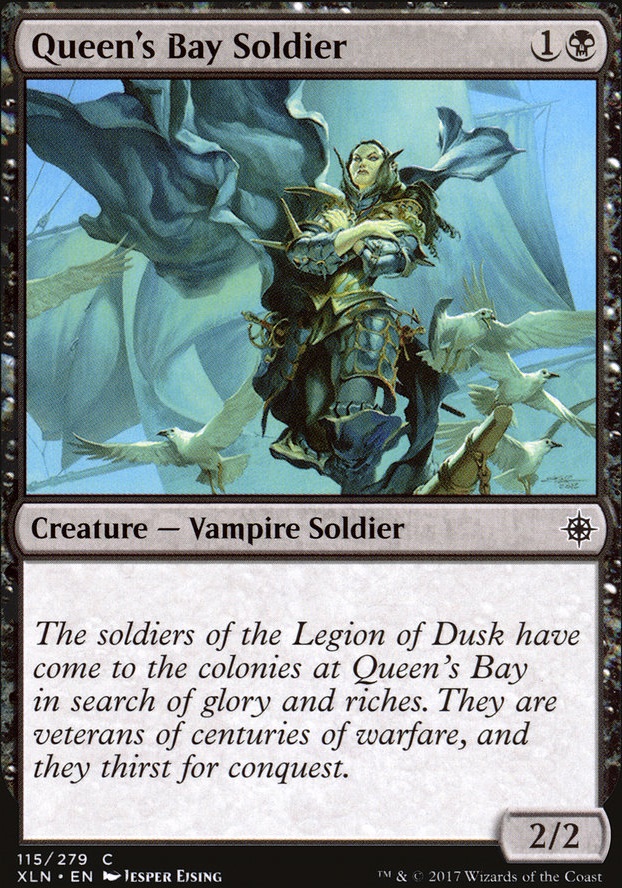 Queen's Bay Soldier 1
Creature — Vampire Soldier
The soldiers of the Legion of Dusk have
come to the colonies at Queen's Bay
in search of glory and riches. They are
veterans of centuries of warfare, and
they thirst for conquest.
2/2
115/279 C
XLN • EN Jesper Eising
™ & © 2017 Wizards of the Coast